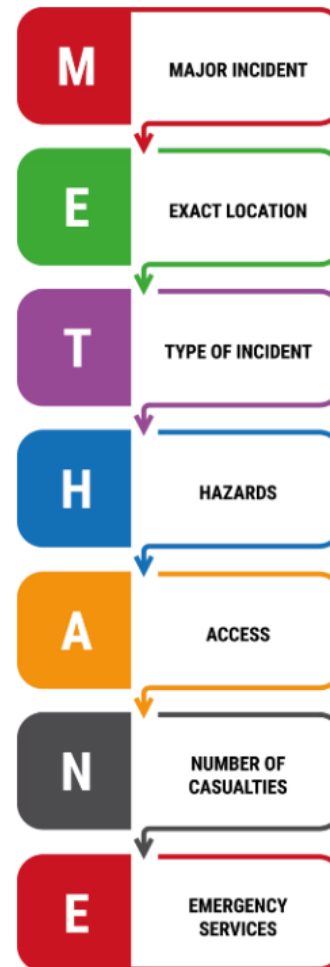 M
MAJOR INCIDENT
E
EXACT LOCATION
T
TYPE OF INCIDENT
H
HAZARDS
A
ACCESS
N
NUMBER OF
CASUALTIES
E
EMERGENCY
SERVICES